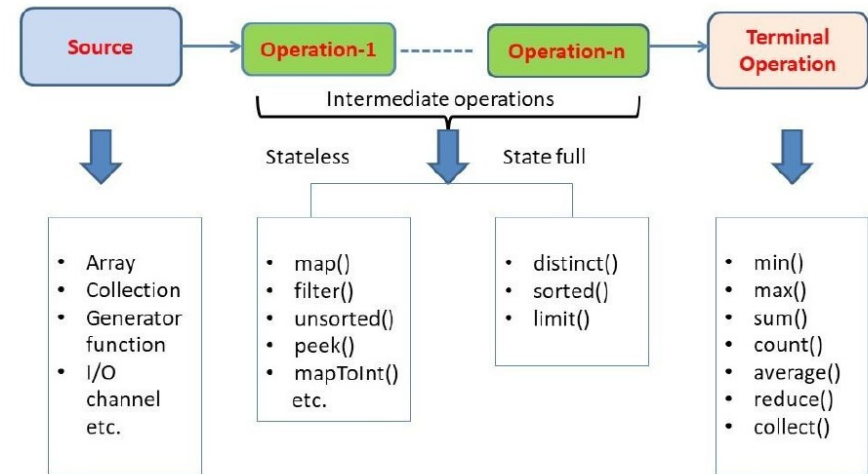 Source
Operation-1
Operation-n
Terminal
Operation
Intermediate operations
Stateless
State full
• Array
• Collection
• Generator
function
• I/O
channel
etc.
• map()
• filter()
• unsorted()
• peek()
• mapToInt()
etc.
• distinct()
• sorted()
• limit()
• min()
• max()
• sum()
• count()
• average()
• reduce()
• collect()